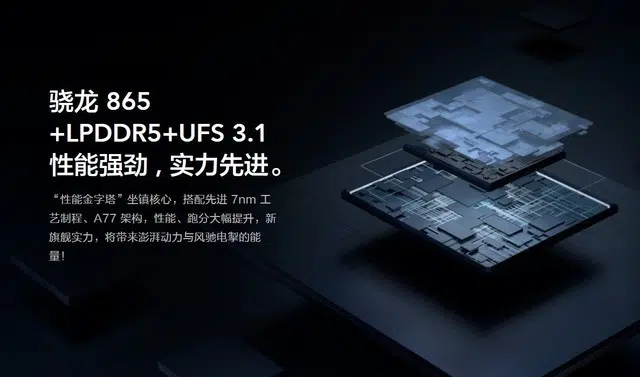 骁龙 865
+LPDDR5+UFS 3.1
性能强劲，实力先进。
“性能金字塔”坐镇核心，搭配先进 7nm 工
艺制程、A77 架构，性能、跑分大幅提升，新
旗舰实力，将带来澎湃动力与风驰电掣的能
量！